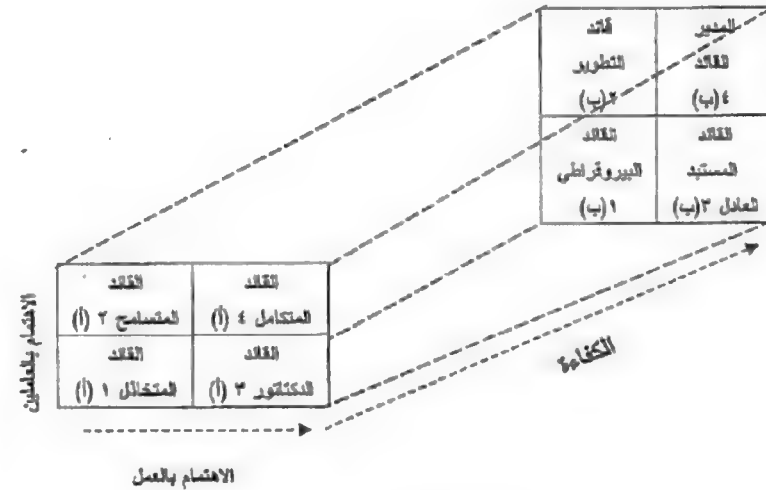 المدير
القائد
٤(ب)
قائد
التطوير
٢(ب)
القائد
المستبد
العادل ٣(ب)
القائد
البيروقراطي
١(ب)
القائد
المتكامل ٤ (أ)
القائد
المتسامح ٢ (أ)
القائد
الدكتاتور ٣ (أ)
القائد
المتخاذل ١ (أ)
الاهتمام بالعاملين
الكفاءة
الاهتمام بالعمل